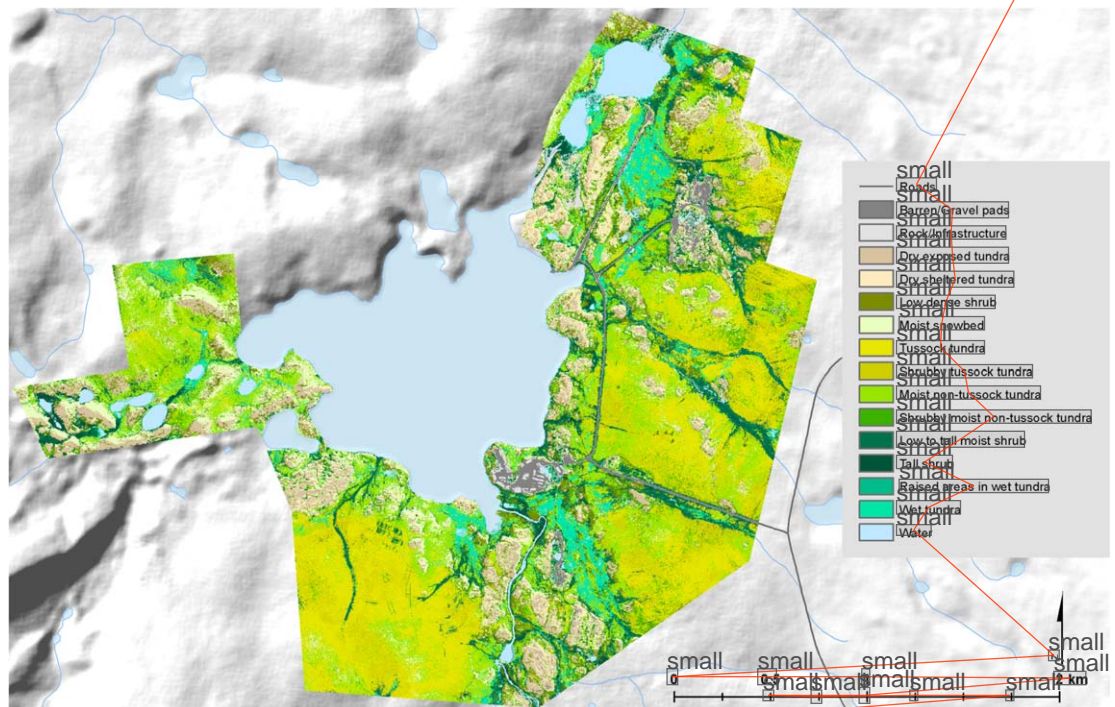 small
Roads
small
Barren/Gravel pads
small
Rock/Infrastructure
small
Dry exposed tundra
small
Dry sheltered tundra
small
Low dense shrub
small
Moist snowbed
small
Tussock tundra
small
Shrubby tussock tundra
small
Moist non-tussock tundra
small
Shrubby moist non-tussock tundra
small
Low to tall moist shrub
small
Tall shrub
small
Raised areas in wet tundra
small
Wet tundra
small
Water
small
small small small small
0 0.5 2 km
small small small small small